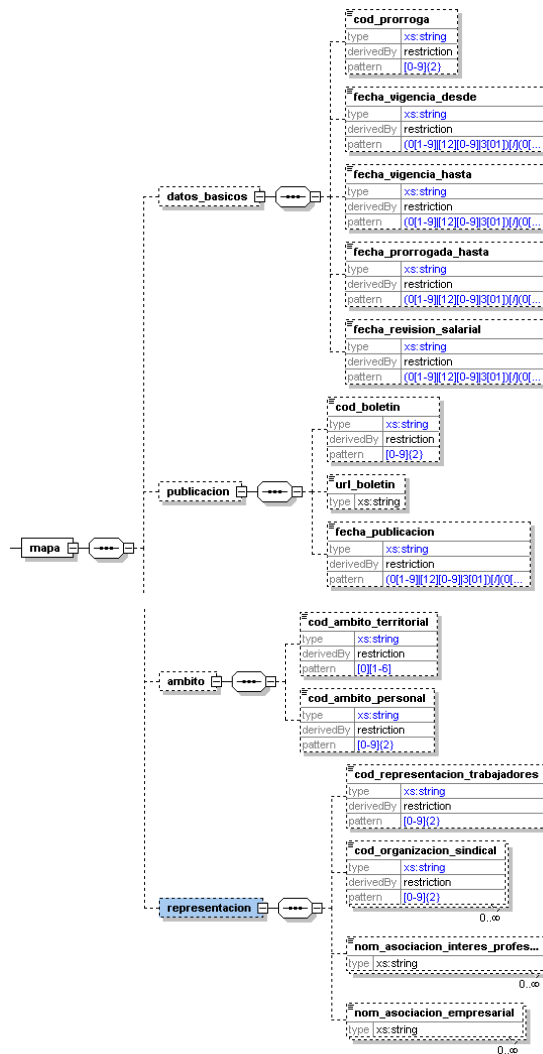 cod_prorroga
type xs:string
derivedBy restriction
pattern [0-9]{2}
fecha_vigencia_desde
type xs:string
derivedBy restriction
pattern (0[1-9]|[12][0-9]|3[01])[/](0[...
fecha_vigencia_hasta
type xs:string
derivedBy restriction
pattern (0[1-9]|[12][0-9]|3[01])[/](0[...
datos_basicos
fecha_prorrogada_hasta
type xs:string
derivedBy restriction
pattern (0[1-9]|[12][0-9]|3[01])[/](0[...
fecha_revision_salarial
type xs:string
derivedBy restriction
pattern (0[1-9]|[12][0-9]|3[01])[/](0[...
cod_boletin
type xs:string
derivedBy restriction
pattern [0-9]{2}
publicacion
url_boletin
type xs:string
fecha_publicacion
type xs:string
derivedBy restriction
pattern (0[1-9]|[12][0-9]|3[01])[/](0[...
mapa
cod_ambito_territorial
type xs:string
derivedBy restriction
pattern [0][1-6]
ambito
cod_ambito_personal
type xs:string
derivedBy restriction
pattern [0-9]{2}
cod_representacion_trabajadores
type xs:string
derivedBy restriction
pattern [0-9]{2}
cod_organizacion_sindical
type xs:string
derivedBy restriction
pattern [0-9]{2}
0..∞
representacion
nom_asociacion_interes_profes...
type xs:string
0..∞
nom_asociacion_empresarial
type xs:string
0..∞